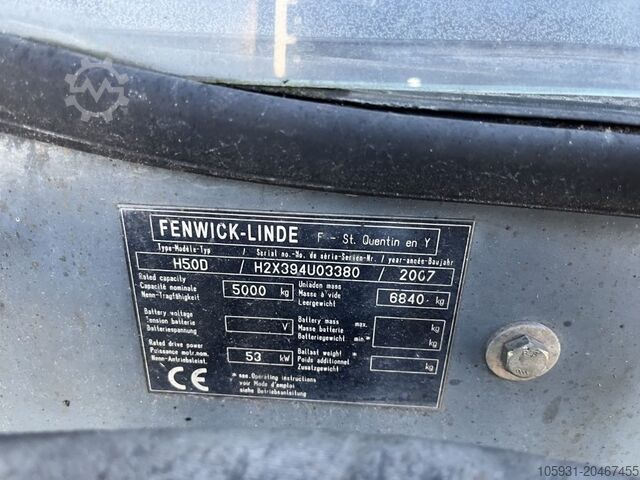 FENWICK-LINDE F - St. Quentin en Y
Type-Modèle-Typ / Serial no.-No. de série-Serien-Nr. / year-année-Baujahr
H50D / H2X394U03380 / 2007
Rated capacity
Capacité nominale
Nenn-Tragfähigkeit
5000 kg
Unladen mass
Masse à vide
Leergewicht
6840 kg
Battery voltage
Tension batterie
Batteriespannung
V
Battery mass max.
Masse batterie
Batteriegewicht min*
kg
kg
Rated drive power
Puissance motr.nom.
Nenn-Antriebsleist.
53 kW
Ballast weight *
Poids additionnel
Zusatzgewicht
kg
CE
* see.Operating instructions
voir Mode d'emploi
siehe Betriebsanleitung
105931-20467455